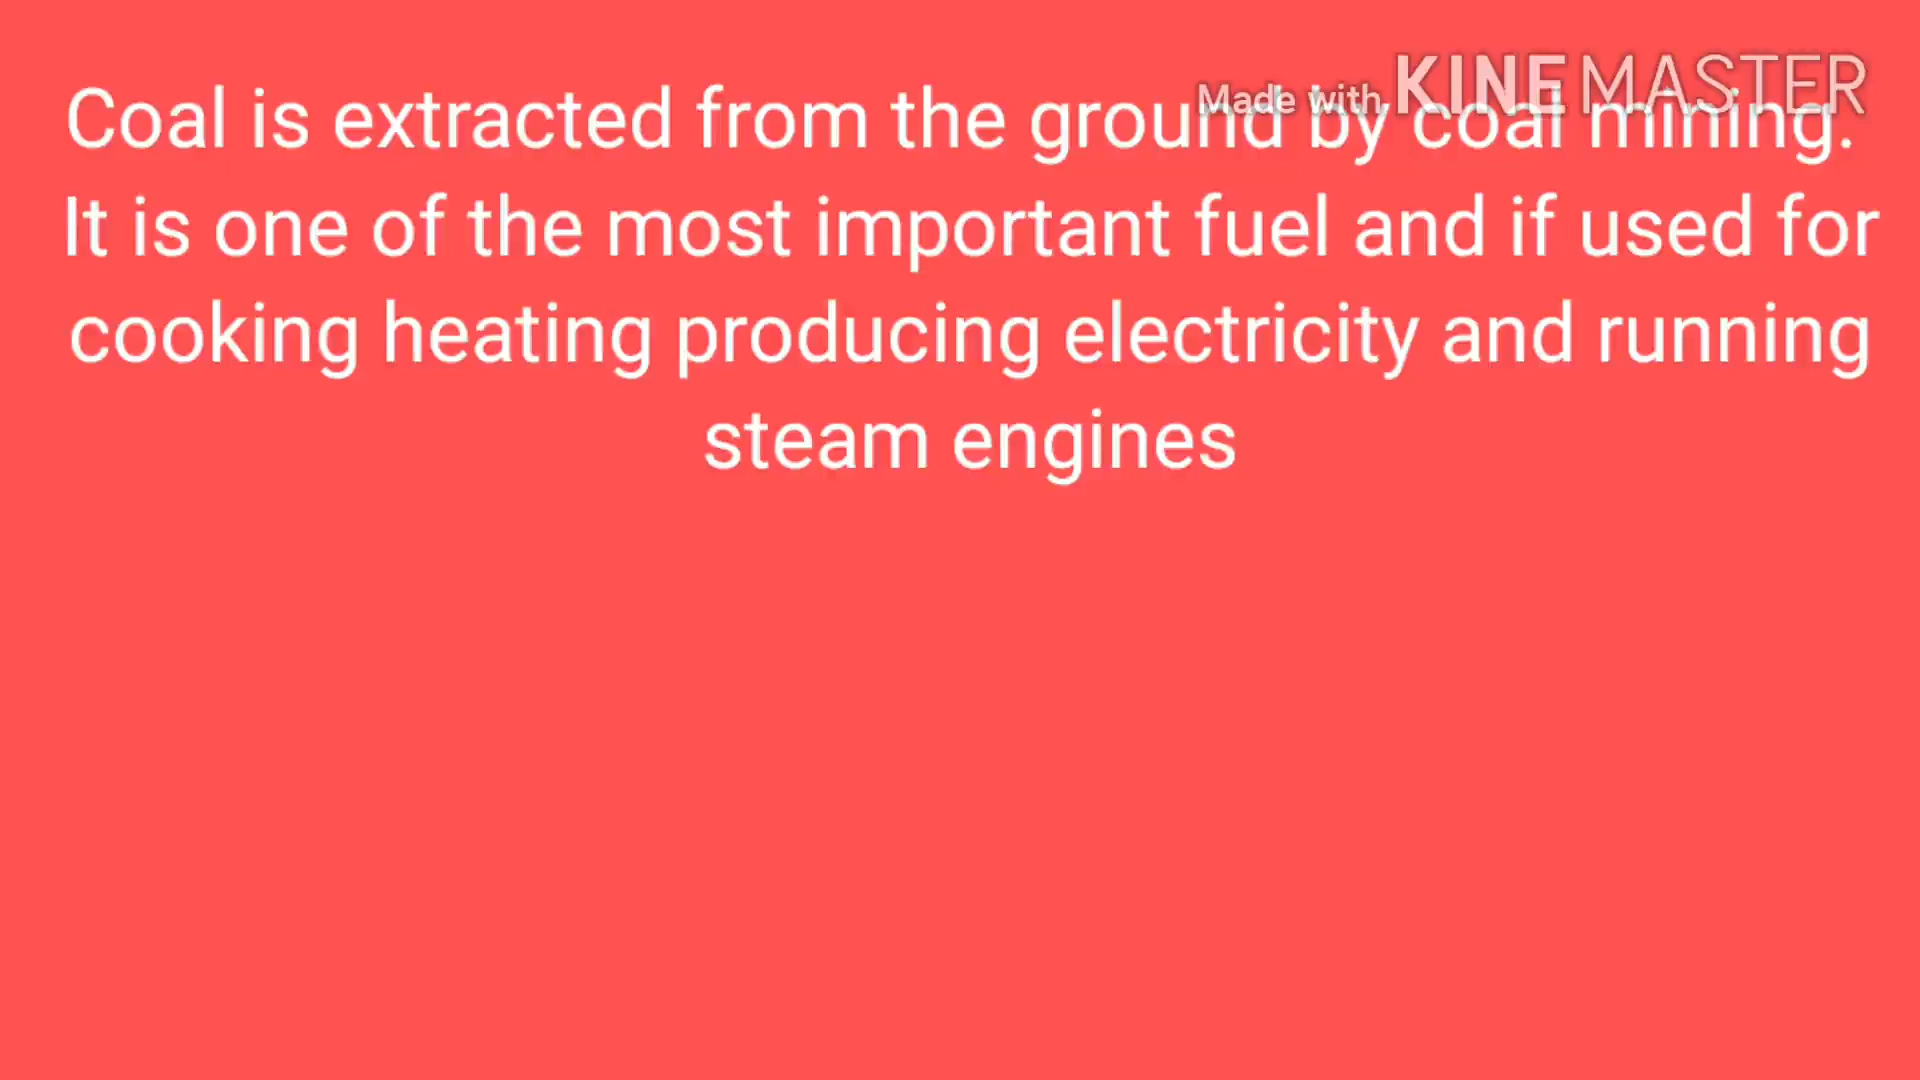 Made with KINEMASTER
Coal is extracted from the ground by coal mining.
It is one of the most important fuel and if used for
cooking heating producing electricity and running
steam engines